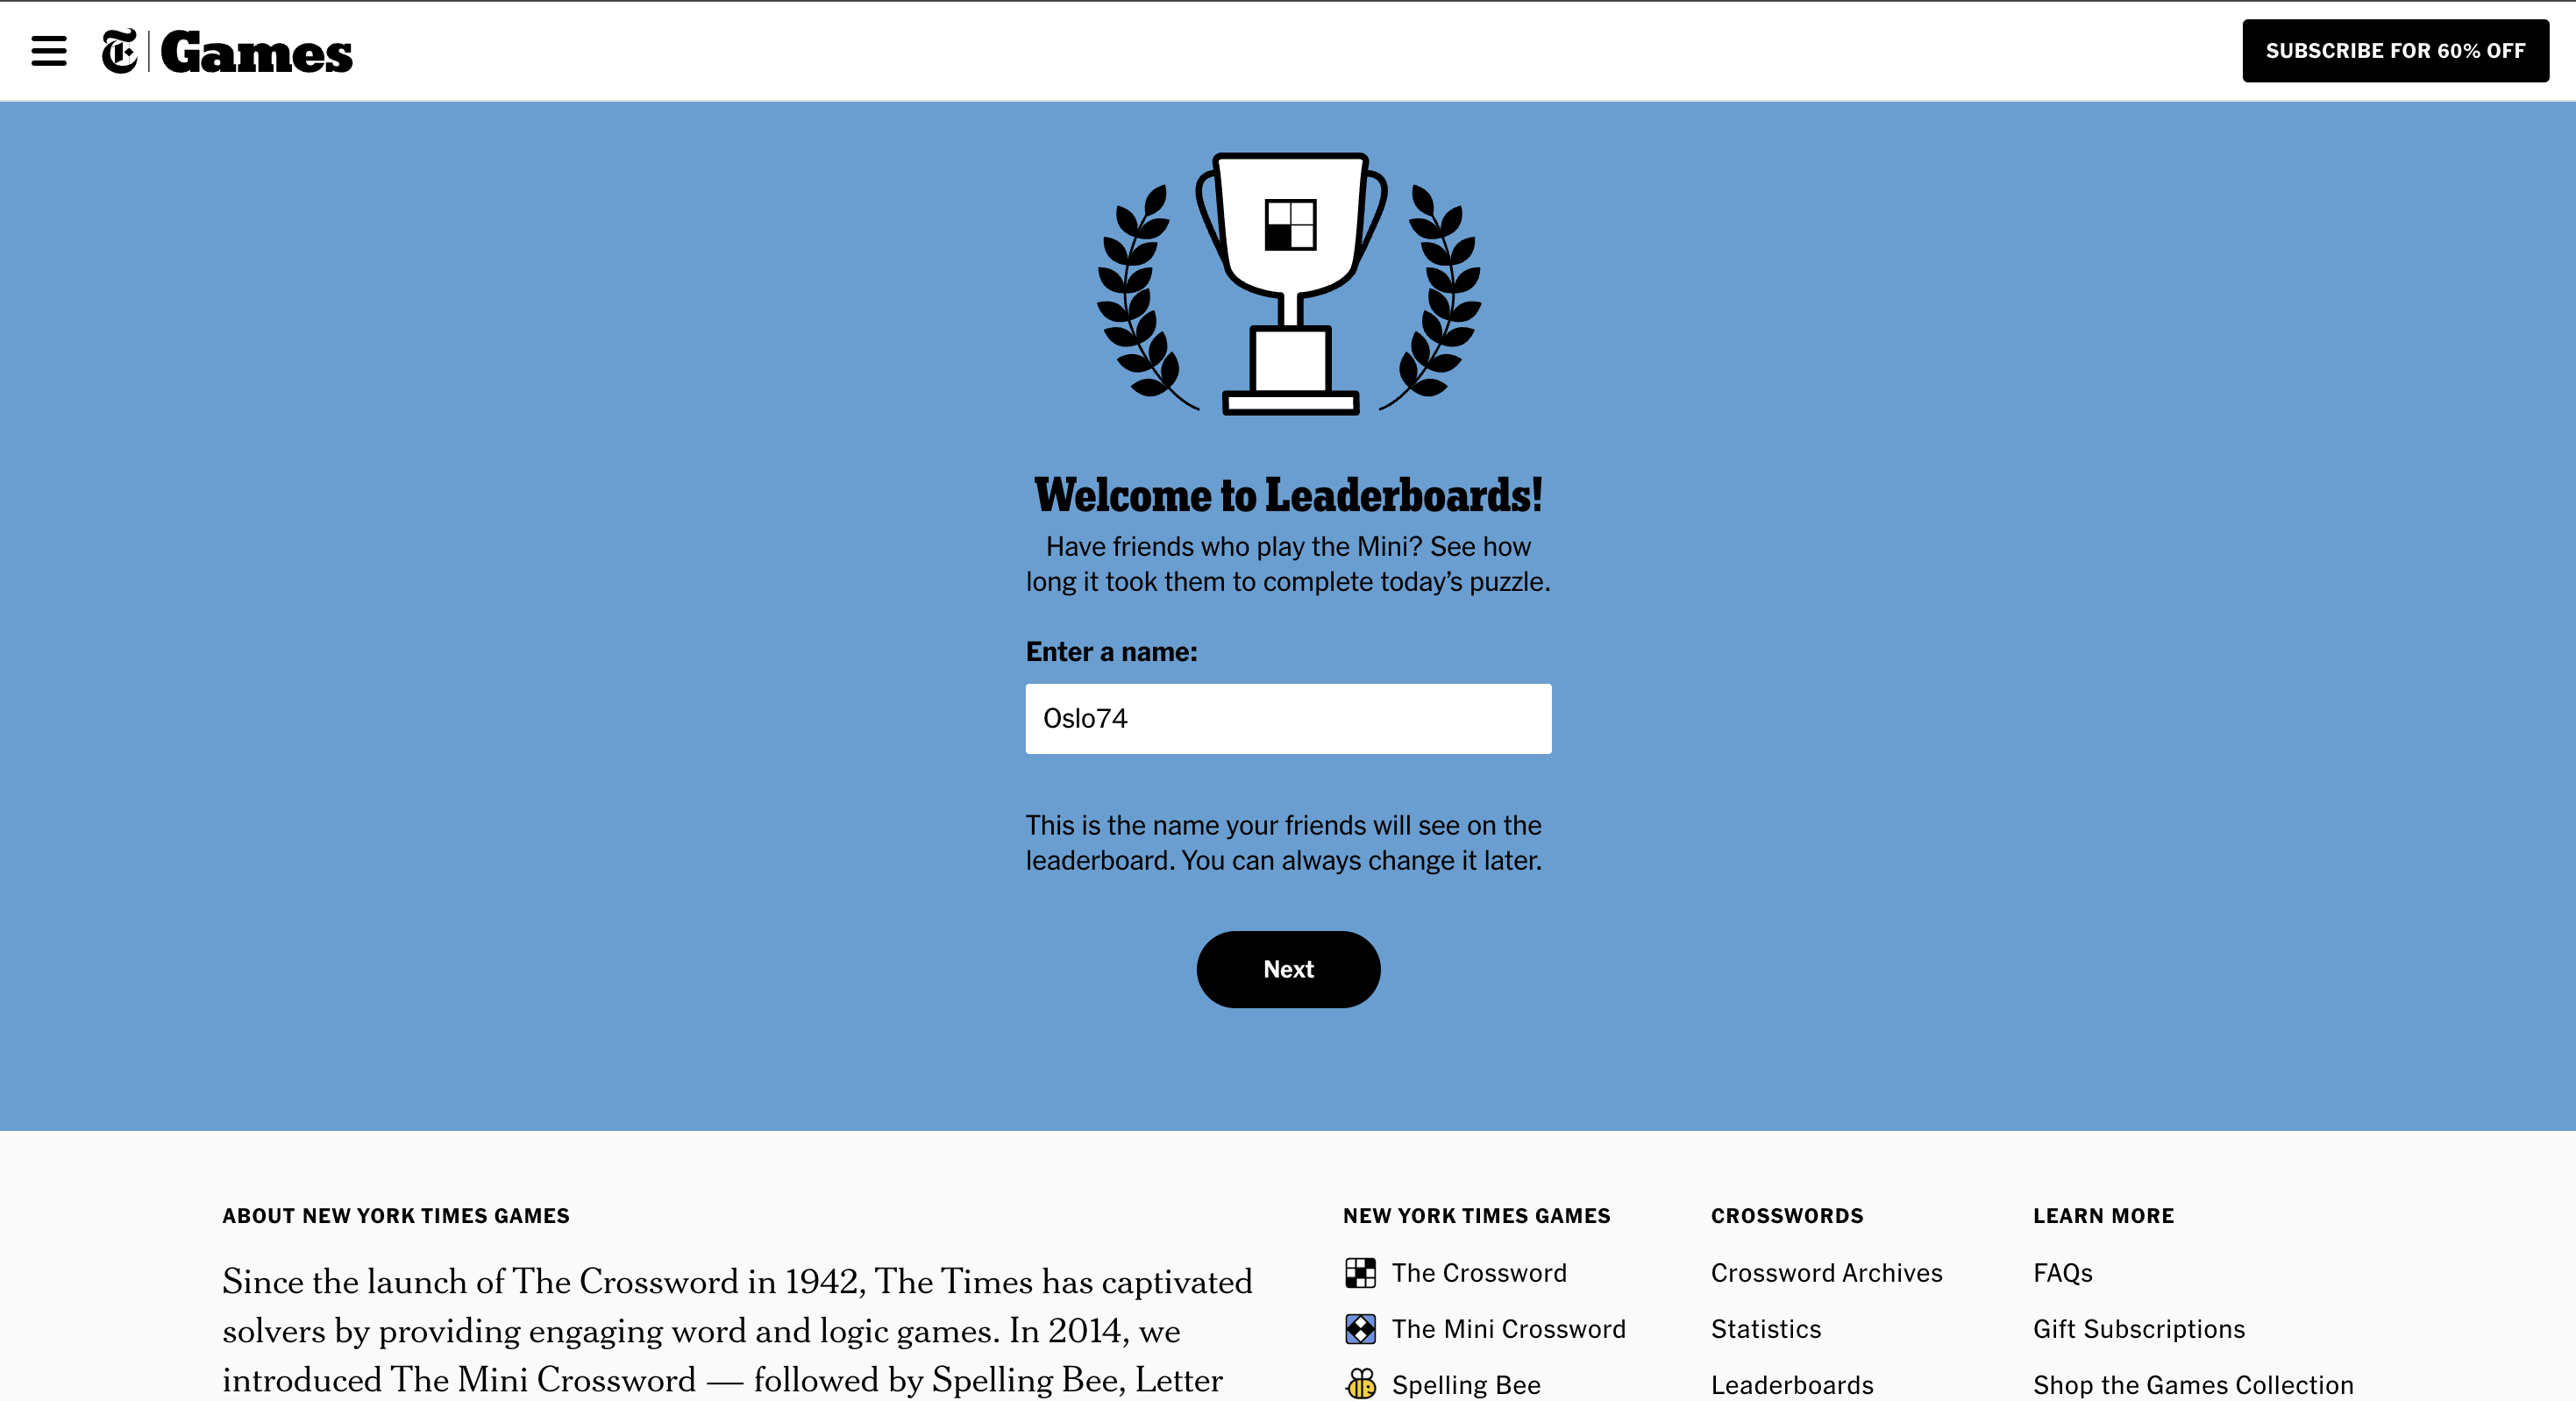 T Games
SUBSCRIBE FOR 60% OFF
Welcome to Leaderboards!
Have friends who play the Mini? See how
long it took them to complete today’s puzzle.
Enter a name:
Oslo74
This is the name your friends will see on the
leaderboard. You can always change it later.
Next
ABOUT NEW YORK TIMES GAMES
Since the launch of The Crossword in 1942, The Times has captivated
solvers by providing engaging word and logic games. In 2014, we
introduced The Mini Crossword — followed by Spelling Bee, Letter
NEW YORK TIMES GAMES
The Crossword
The Mini Crossword
Spelling Bee
CROSSWORDS
Crossword Archives
Statistics
Leaderboards
LEARN MORE
FAQs
Gift Subscriptions
Shop the Games Collection